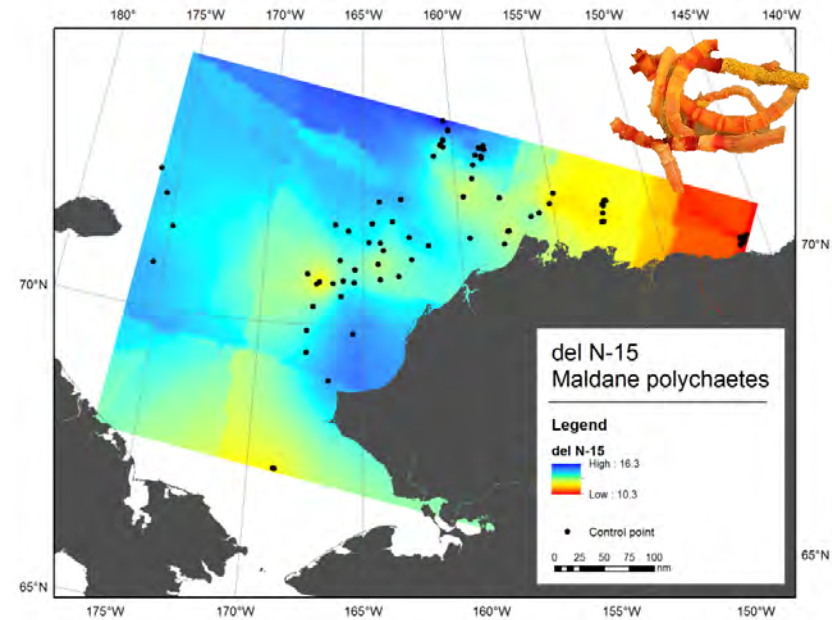 180° 175°W 170°W 165°W 160°W 155°W 150°W 145°W 140°W
70°N 70°N
del N-15
Maldane polychaetes
Legend
del N-15
High : 16.3
Low : 10.3
Control point
0 25 50 75 100
nm
65°N 65°N
175°W 170°W 165°W 160°W 155°W 150°W